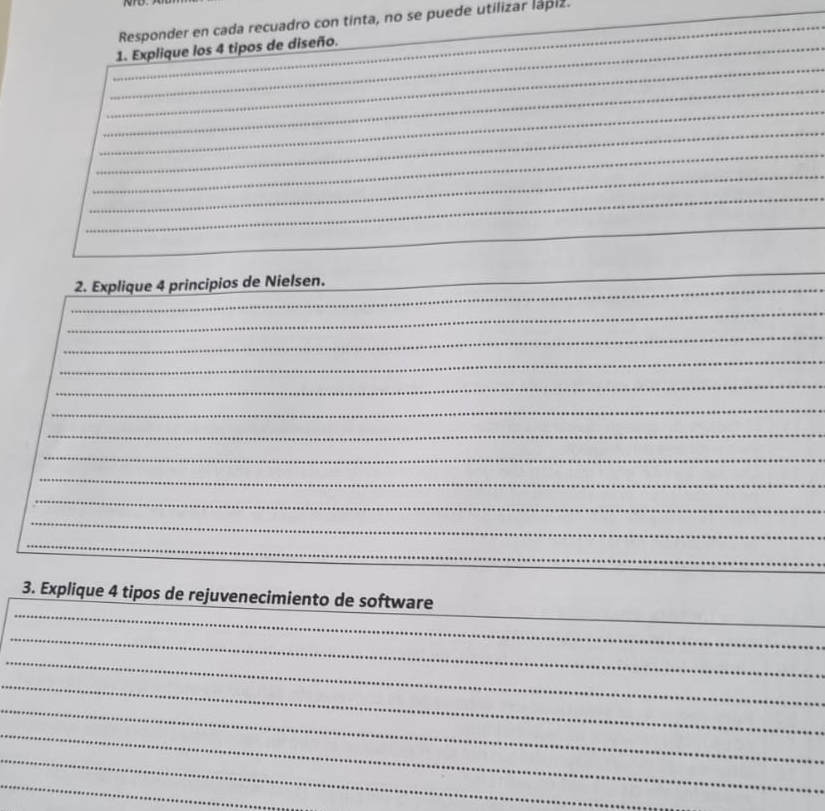 Responder en cada recuadro con tinta, no se puede utilizar lápiz.
1. Explique los 4 tipos de diseño.
2. Explique 4 principios de Nielsen.
3. Explique 4 tipos de rejuvenecimiento de software